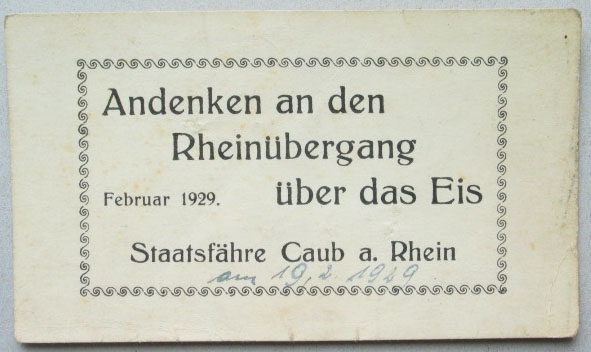 Andenken an den
Rheinübergang
Februar 1929. über das Eis
Staatsfähre Caub a. Rhein
am 19.2.1929.